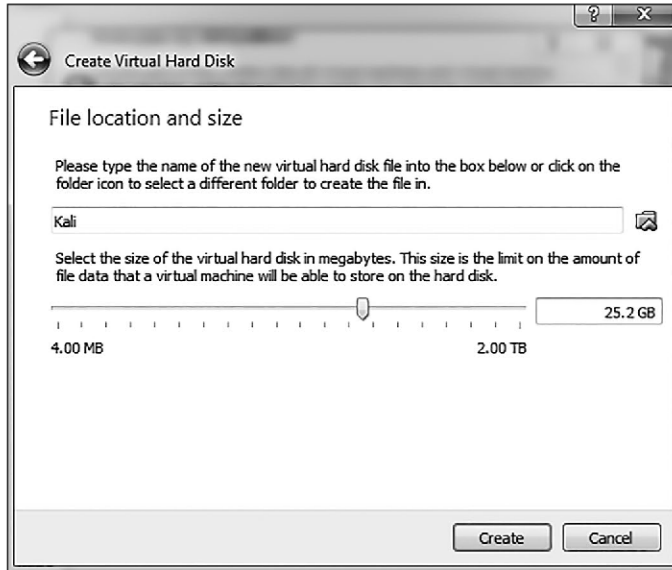 ?
Create Virtual Hard Disk
File location and size
Please type the name of the new virtual hard disk file into the box below or click on the
folder icon to select a different folder to create the file in.
Kali
Select the size of the virtual hard disk in megabytes. This size is the limit on the amount of
file data that a virtual machine will be able to store on the hard disk.
25.2 GB
4.00 MB
2.00 TB
Create
Cancel